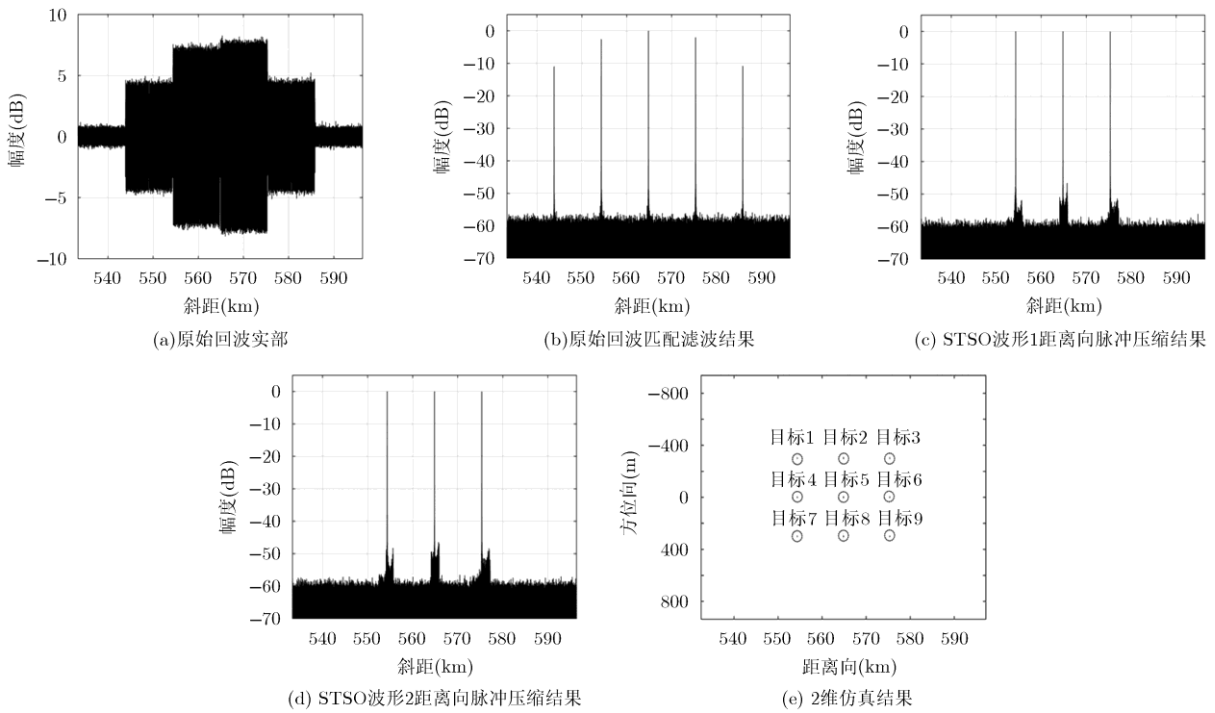 10
5
0
−5
−10
幅度(dB)
540 550 560 570 580 590
斜距(km)
(a)原始回波实部
0
−10
−20
−30
−40
−50
−60
−70
幅度(dB)
540 550 560 570 580 590
斜距(km)
(b)原始回波匹配滤波结果
0
−10
−20
−30
−40
−50
−60
−70
幅度(dB)
540 550 560 570 580 590
斜距(km)
(c) STSO波形1距离向脉冲压缩结果
0
−10
−20
−30
−40
−50
−60
−70
幅度(dB)
540 550 560 570 580 590
斜距(km)
(d) STSO波形2距离向脉冲压缩结果
−800
−400
0
400
800
方位向(m)
目标1 目标2 目标3
目标4 目标5 目标6
目标7 目标8 目标9
540 550 560 570 580 590
距离向(km)
(e) 2维仿真结果